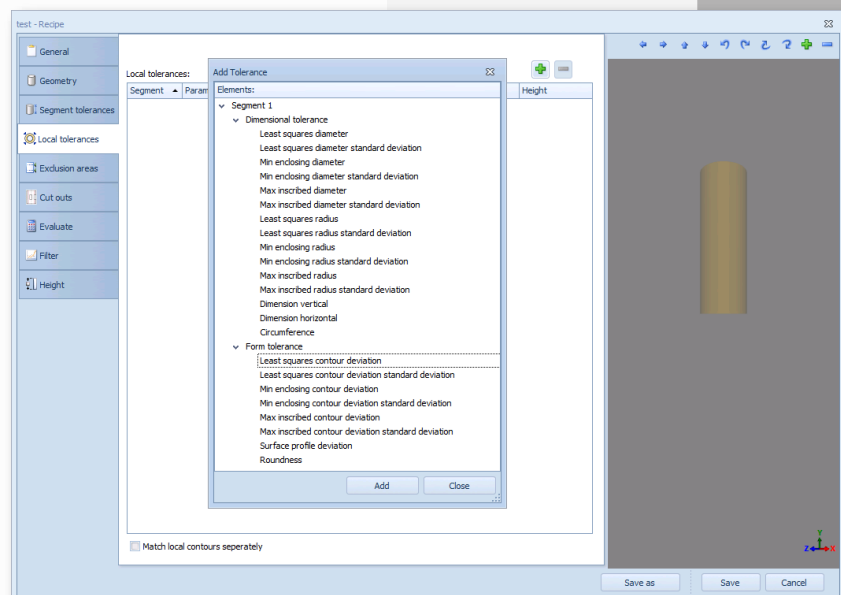 test - Recipe
General
Geometry
Segment tolerances
Local tolerances
Exclusion areas
Cut outs
Evaluate
Filter
Height
Local tolerances:
Segment Param Height
Add Tolerance
Elements:
Segment 1
Dimensional tolerance
Least squares diameter
Least squares diameter standard deviation
Min enclosing diameter
Min enclosing diameter standard deviation
Max inscribed diameter
Max inscribed diameter standard deviation
Least squares radius
Least squares radius standard deviation
Min enclosing radius
Min enclosing radius standard deviation
Max inscribed radius
Max inscribed radius standard deviation
Dimension vertical
Dimension horizontal
Circumference
Form tolerance
Least squares contour deviation
Least squares contour deviation standard deviation
Min enclosing contour deviation
Min enclosing contour deviation standard deviation
Max inscribed contour deviation
Max inscribed contour deviation standard deviation
Surface profile deviation
Roundness
Add Close
Match local contours seperately
Y
Z X
Save as Save Cancel